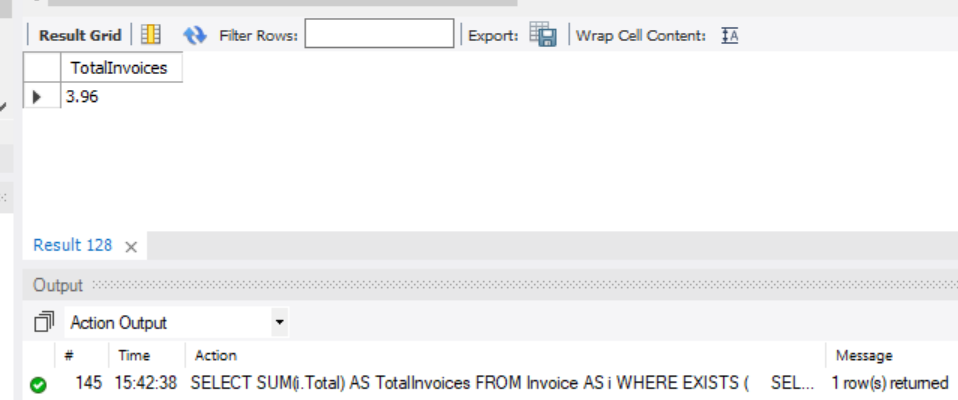 Result Grid Filter Rows: Export: Wrap Cell Content: IA
TotalInvoices
3.96
Result 128 ×
Output
Action Output
# Time Action Message
145 15:42:38 SELECT SUM(i.Total) AS TotalInvoices FROM Invoice AS i WHERE EXISTS ( SEL... 1 row(s) returned